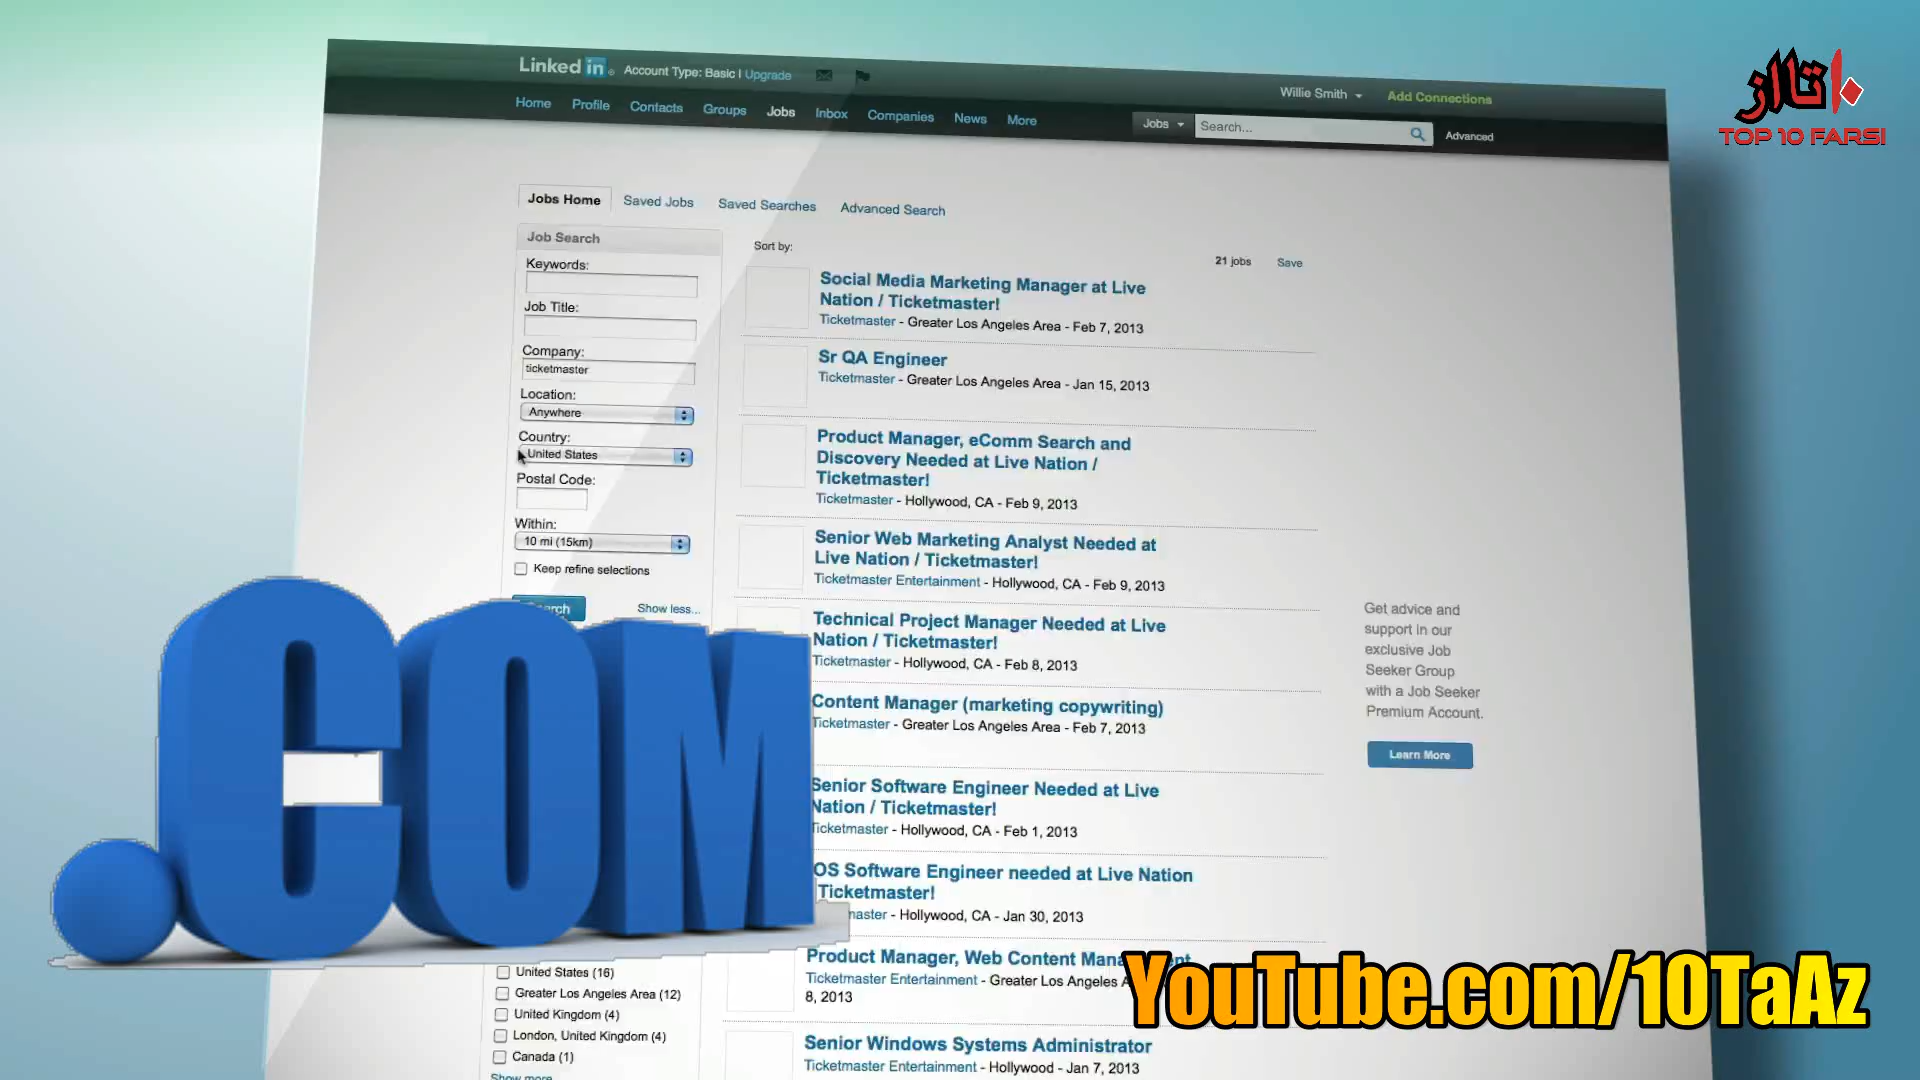 Linked in
Account Type: Basic | Upgrade
Willie Smith
Add Connections
Home Profile Contacts Groups Jobs Inbox Companies News More
Jobs Search... Advanced
۱۰ تااز
TOP 10 FARSI
Jobs Home Saved Jobs Saved Searches Advanced Search
Job Search
Keywords:
Job Title:
Company:
ticketmaster
Location:
Anywhere
Country:
United States
Postal Code:
Within:
10 mi (15km)
Keep refine selections
Show less...
Sort by:
21 jobs Save
Social Media Marketing Manager at Live
Nation / Ticketmaster!
Ticketmaster - Greater Los Angeles Area - Feb 7, 2013
Sr QA Engineer
Ticketmaster - Greater Los Angeles Area - Jan 15, 2013
Product Manager, eComm Search and
Discovery Needed at Live Nation /
Ticketmaster!
Ticketmaster - Hollywood, CA - Feb 9, 2013
Senior Web Marketing Analyst Needed at
Live Nation / Ticketmaster!
Ticketmaster Entertainment - Hollywood, CA - Feb 9, 2013
Technical Project Manager Needed at Live
Nation / Ticketmaster!
Ticketmaster - Hollywood, CA - Feb 8, 2013
Content Manager (marketing copywriting)
Ticketmaster - Greater Los Angeles Area - Feb 7, 2013
Senior Software Engineer Needed at Live
Nation / Ticketmaster!
Ticketmaster - Hollywood, CA - Feb 1, 2013
OS Software Engineer needed at Live Nation
Ticketmaster!
master - Hollywood, CA - Jan 30, 2013
Product Manager, Web Content
Ticketmaster Entertainment - Greater Los Angeles
8, 2013
Senior Windows Systems Administrator
Ticketmaster Entertainment - Hollywood - Jan 7, 2013
Get advice and
support in our
exclusive Job
Seeker Group
with a Job Seeker
Premium Account.
Learn More
.COM
United States (16)
Greater Los Angeles Area (12)
United Kingdom (4)
London, United Kingdom (4)
Canada (1)
Show more...
YouTube.com/10TaAz